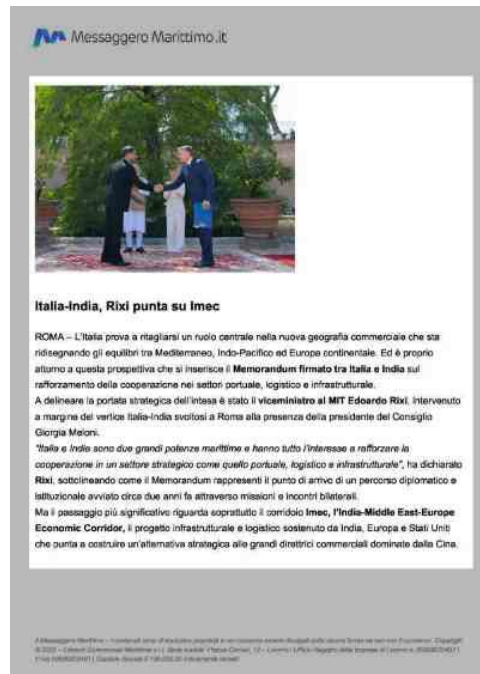 Messaggero Marittimo.it
Italia-India, Rixi punta su Imec
ROMA – L'Italia prova a ritagliarsi un ruolo centrale nella nuova geografia commerciale che sta
ridisegnando gli equilibri tra Mediterraneo, Indo-Pacifico ed Europa continentale. Ed è proprio
attorno a questa prospettiva che si inserisce il Memorandum firmato tra Italia e India sul
rafforzamento della cooperazione nei settori portuale, logistico e infrastrutturale.
A delineare la portata strategica dell'intesa è stato il viceministro al MIT Edoardo Rixi, intervenuto
a margine del vertice Italia-India svoltosi a Roma alla presenza della presidente del Consiglio
Giorgia Meloni.
"Italia e India sono due grandi potenze marittime e hanno tutto l'interesse a rafforzare la
cooperazione in un settore strategico come quello portuale, logistico e infrastrutturale", ha dichiarato
Rixi, sottolineando come il Memorandum rappresenti il punto di arrivo di un percorso diplomatico e
istituzionale avviato circa due anni fa attraverso missioni e incontri bilaterali.
Ma il passaggio più significativo riguarda soprattutto il corridoio Imec, l'India-Middle East-Europe
Economic Corridor, il progetto infrastrutturale e logistico sostenuto da India, Europa e Stati Uniti
che punta a costruire un'alternativa strategica alle grandi direttrici commerciali dominate dalla Cina.